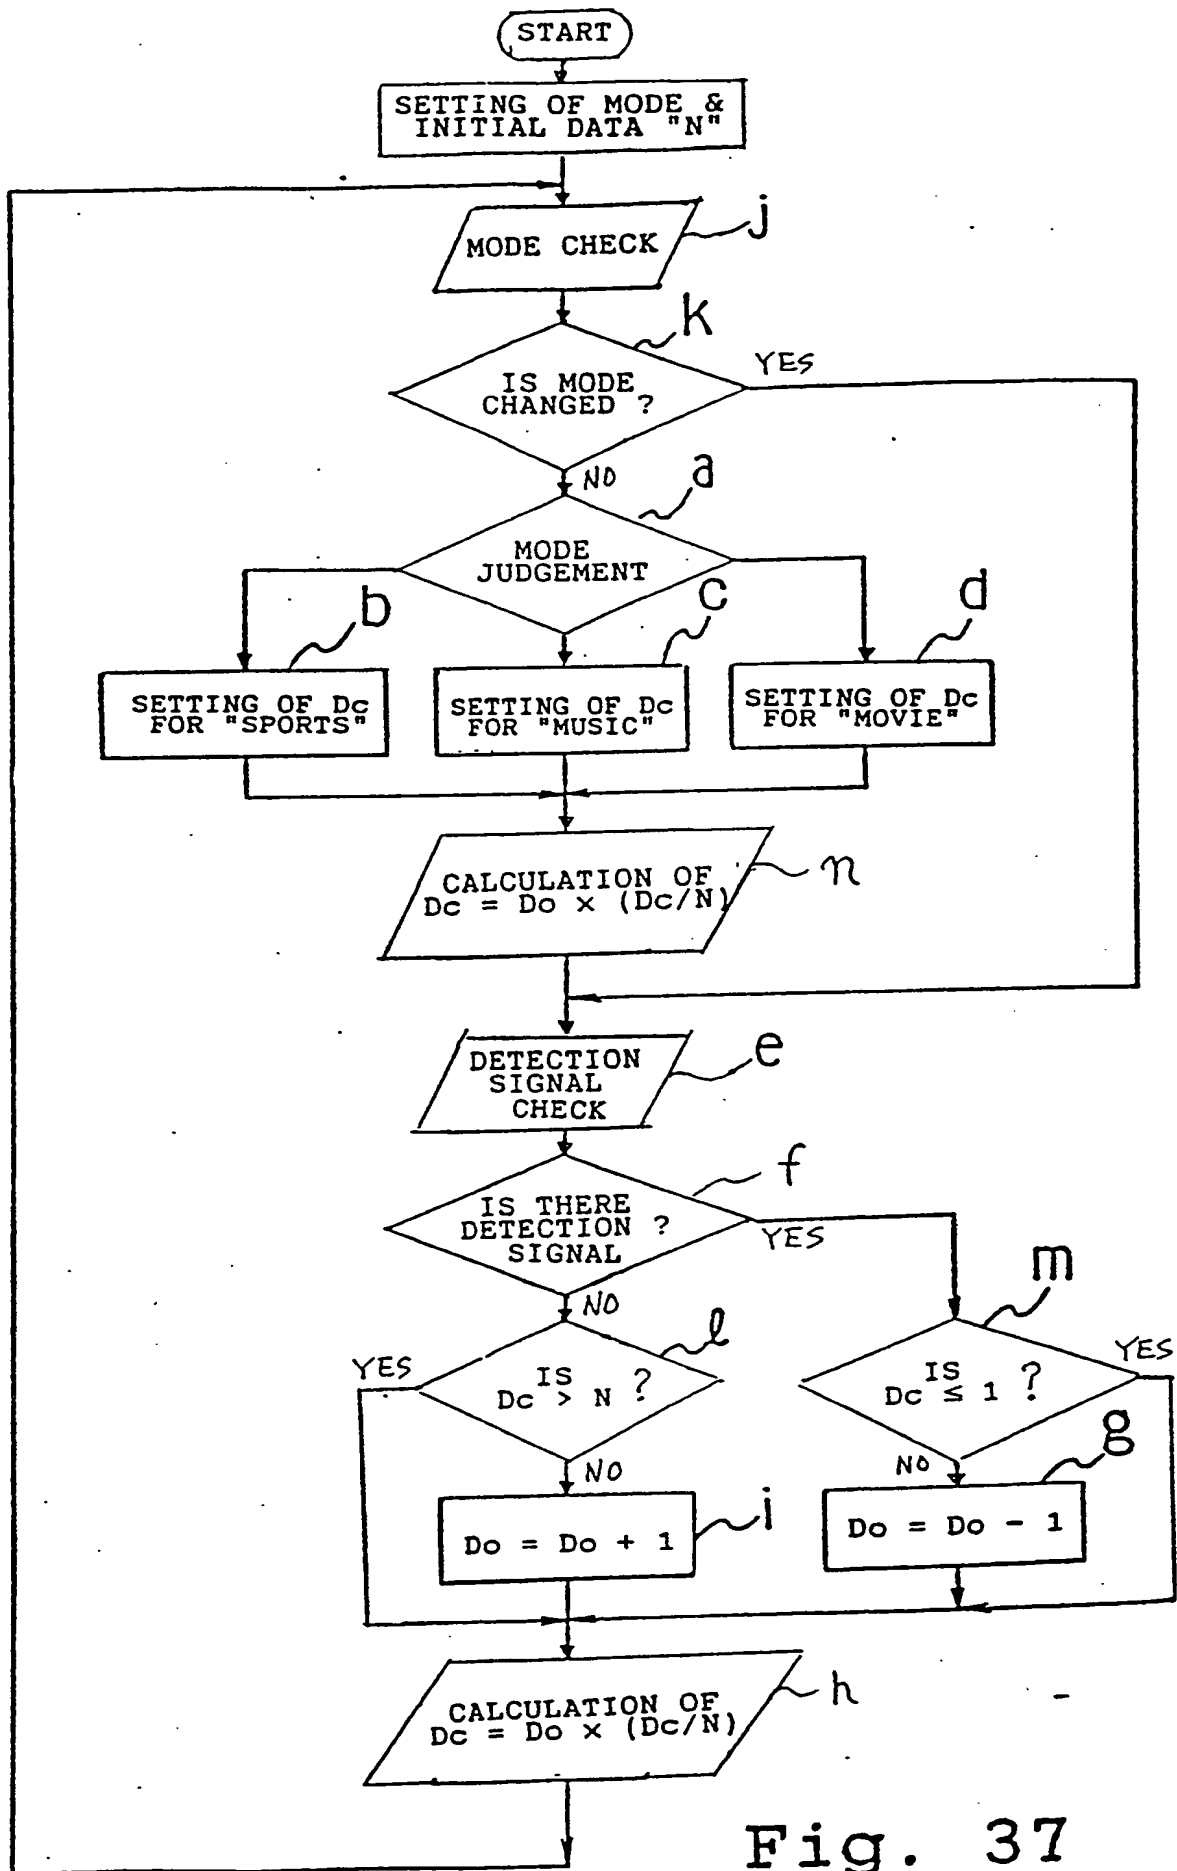 START
SETTING OF MODE &
INITIAL DATA "N"
MODE CHECK
j
k
IS MODE
CHANGED ?
YES
NO
a
MODE
JUDGEMENT
b
c
d
SETTING OF Dc
FOR "SPORTS"
SETTING OF Dc
FOR "MUSIC"
SETTING OF Dc
FOR "MOVIE"
CALCULATION OF
Dc = Do × (Dc/N)
n
DETECTION
SIGNAL
CHECK
e
f
IS THERE
DETECTION ?
SIGNAL
YES
NO
l
m
YES
IS
Dc > N ?
IS
Dc ≤ 1 ?
YES
NO
NO
g
Do = Do + 1
i
Do = Do - 1
CALCULATION OF
Dc = Do × (Dc/N)
h
Fig. 37